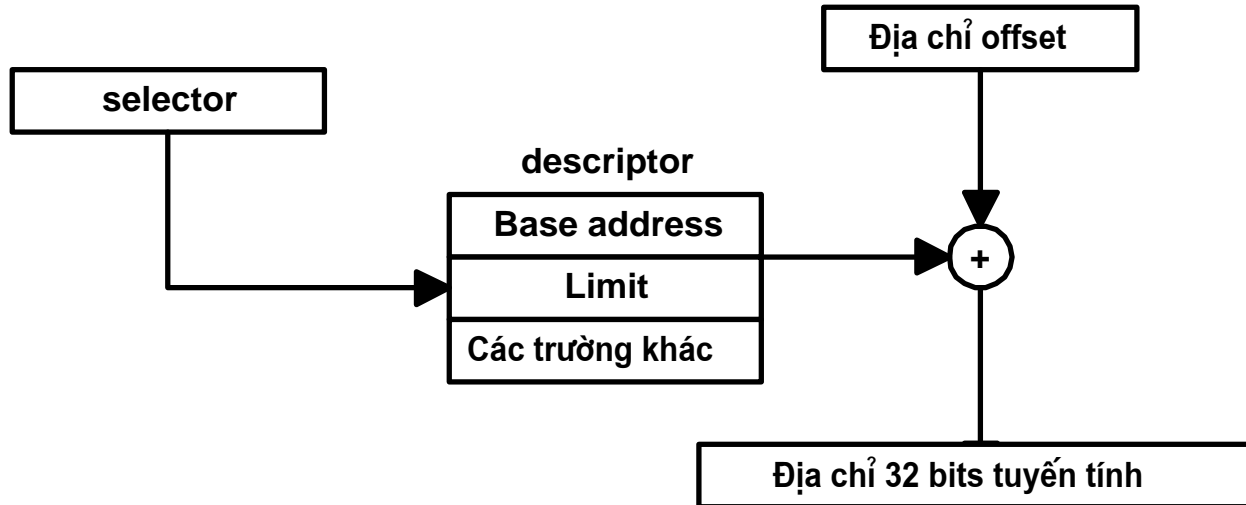 Địa chỉ offset
selector
descriptor
Base address
Limit
Các trường khác
+
Địa chỉ 32 bits tuyến tính